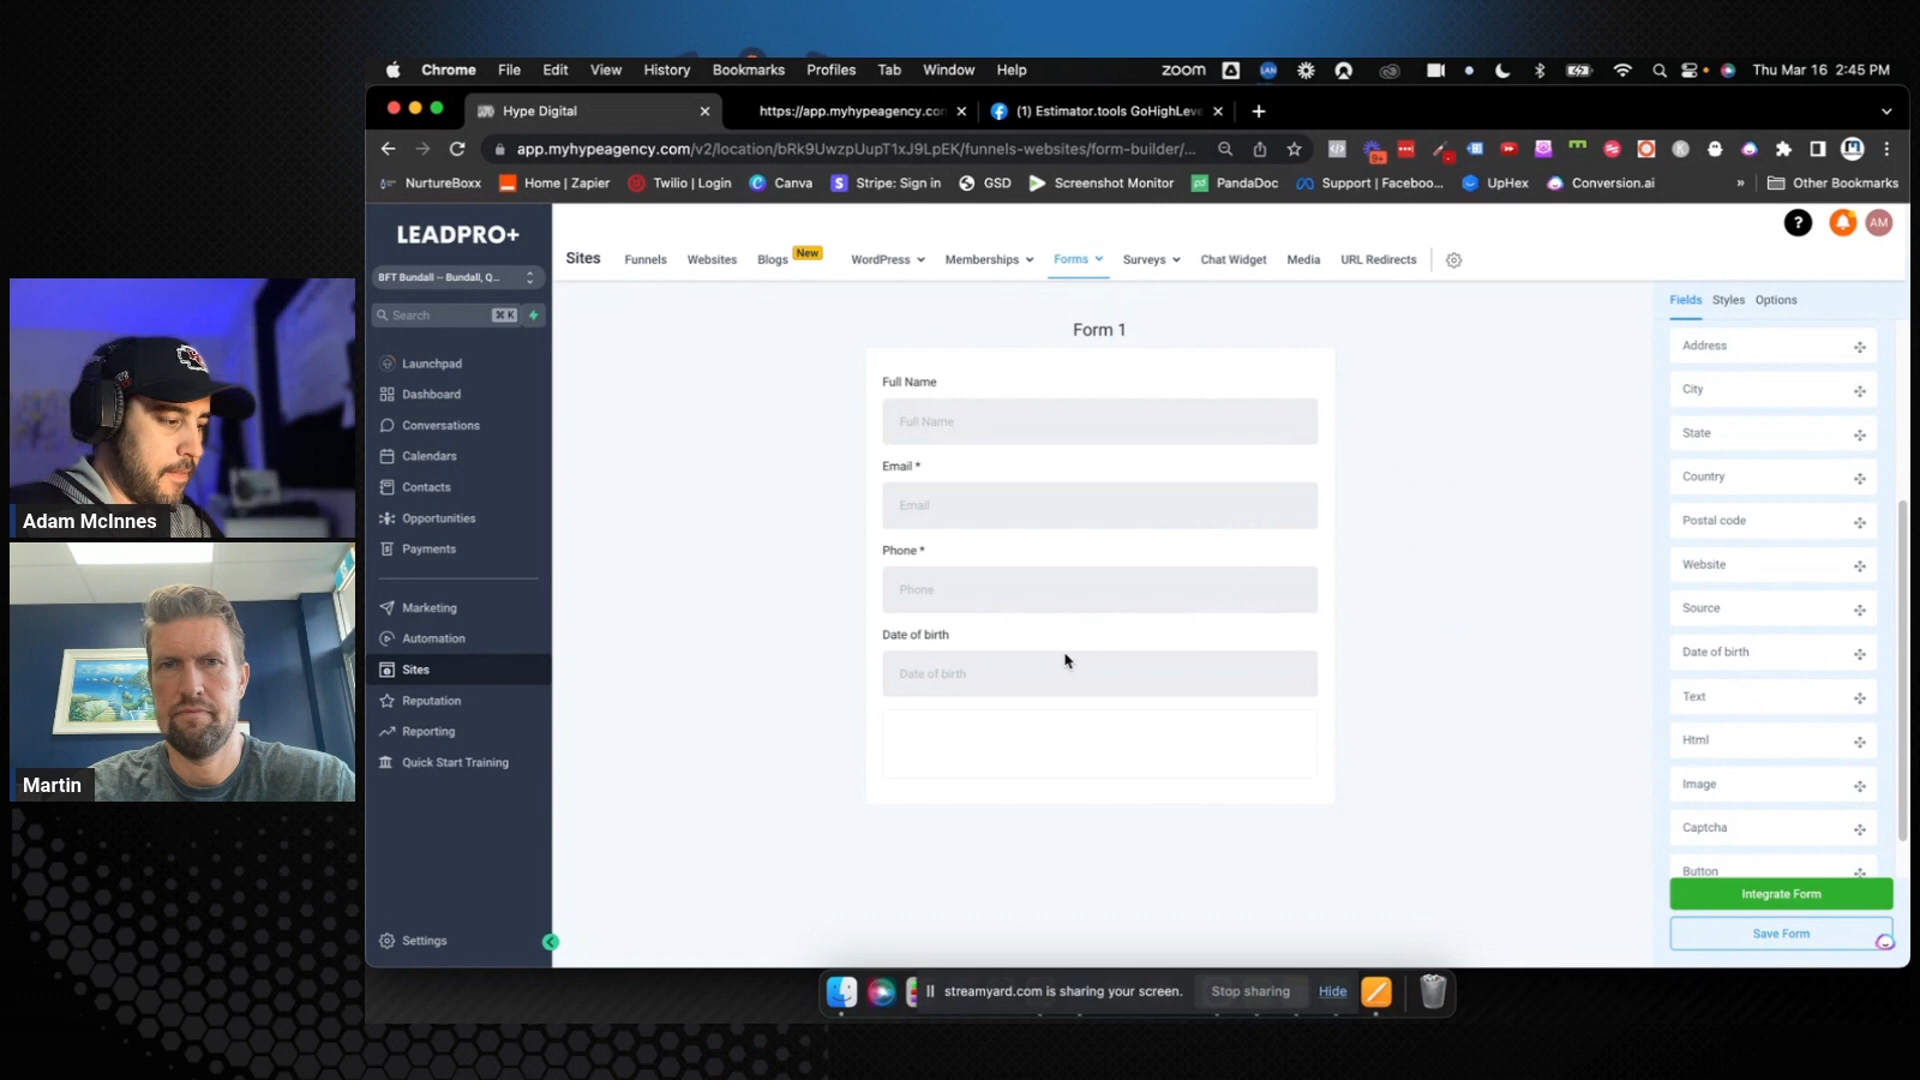 Chrome File Edit View History Bookmarks Profiles Tab Window Help
zoom LAN Thu Mar 16 2:45 PM
Hype Digital
https://app.myhypeagency.con
(1) Estimator.tools GoHighLeve
app.myhypeagency.com/v2/location/bRk9UwzpUupT1xJ9LpEK/funnels-websites/form-builder/...
9+
NurtureBoxx Home | Zapier Twilio | Login Canva Stripe: Sign in GSD Screenshot Monitor PandaDoc Support | Faceboo... UpHex Conversion.ai » Other Bookmarks
LEADPRO+
BFT Bundall -- Bundall, Q...
Search ⌘ K
Launchpad
Dashboard
Conversations
Calendars
Contacts
Opportunities
Payments
Marketing
Automation
Sites
Reputation
Reporting
Quick Start Training
Settings
? AM
Sites Funnels Websites Blogs New WordPress Memberships Forms Surveys Chat Widget Media URL Redirects
Form 1
Full Name
Full Name
Email *
Email
Phone *
Phone
Date of birth
Date of birth
Fields Styles Options
Address
City
State
Country
Postal code
Website
Source
Date of birth
Text
Html
Image
Captcha
Button
Integrate Form
Save Form
Adam McInnes
Martin
streamyard.com is sharing your screen. Stop sharing Hide